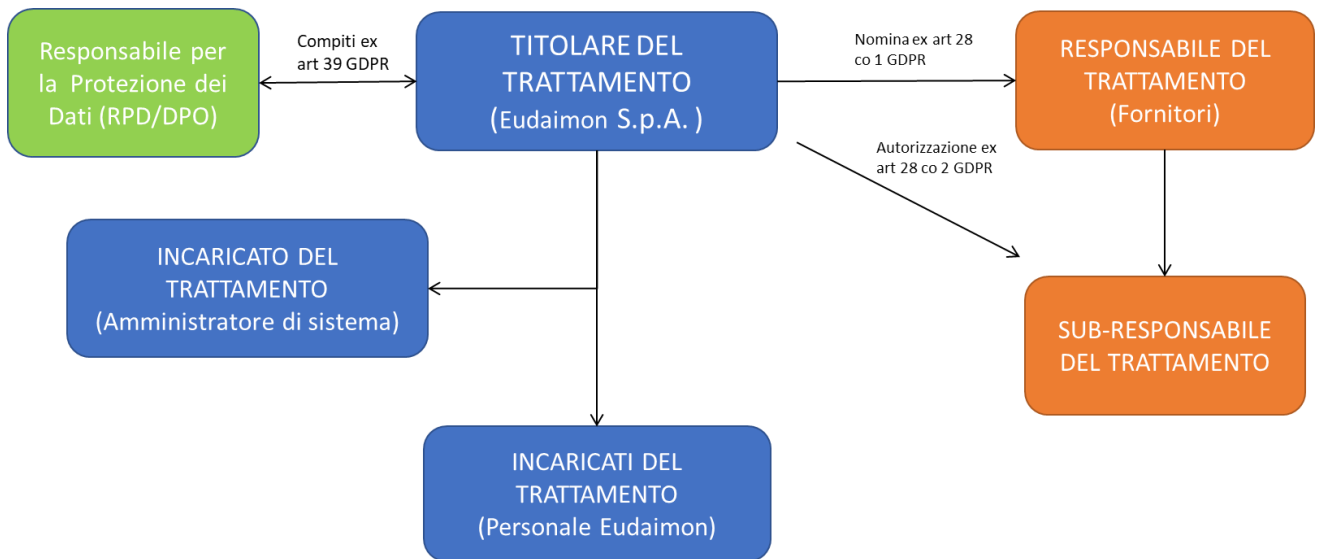 Responsabile per
la Protezione dei
Dati (RPD/DPO)
Compiti ex
art 39 GDPR
TITOLARE DEL
TRATTAMENTO
(Eudaimon S.p.A. )
Nomina ex art 28
co 1 GDPR
RESPONSABILE DEL
TRATTAMENTO
(Fornitori)
Autorizzazione ex
art 28 co 2 GDPR
INCARICATO DEL
TRATTAMENTO
(Amministratore di sistema)
SUB-RESPONSABILE
DEL TRATTAMENTO
INCARICATI DEL
TRATTAMENTO
(Personale Eudaimon)